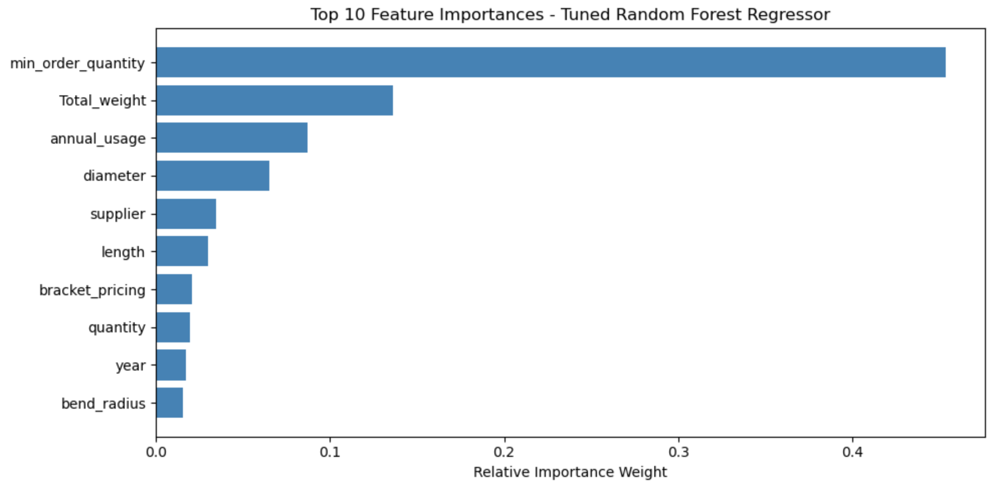 Top 10 Feature Importances - Tuned Random Forest Regressor
min_order_quantity
Total_weight
annual_usage
diameter
supplier
length
bracket_pricing
quantity
year
bend_radius
0.0 0.1 0.2 0.3 0.4
Relative Importance Weight